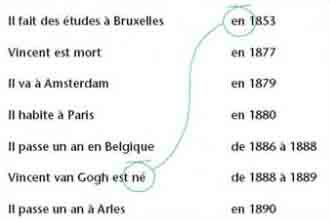 Il fait des études à Bruxelles en 1853
Vincent est mort en 1877
Il va à Amsterdam en 1879
Il habite à Paris en 1880
Il passe un an en Belgique de 1886 à 1888
Vincent van Gogh est né de 1888 à 1889
Il passe un an à Arles en 1890